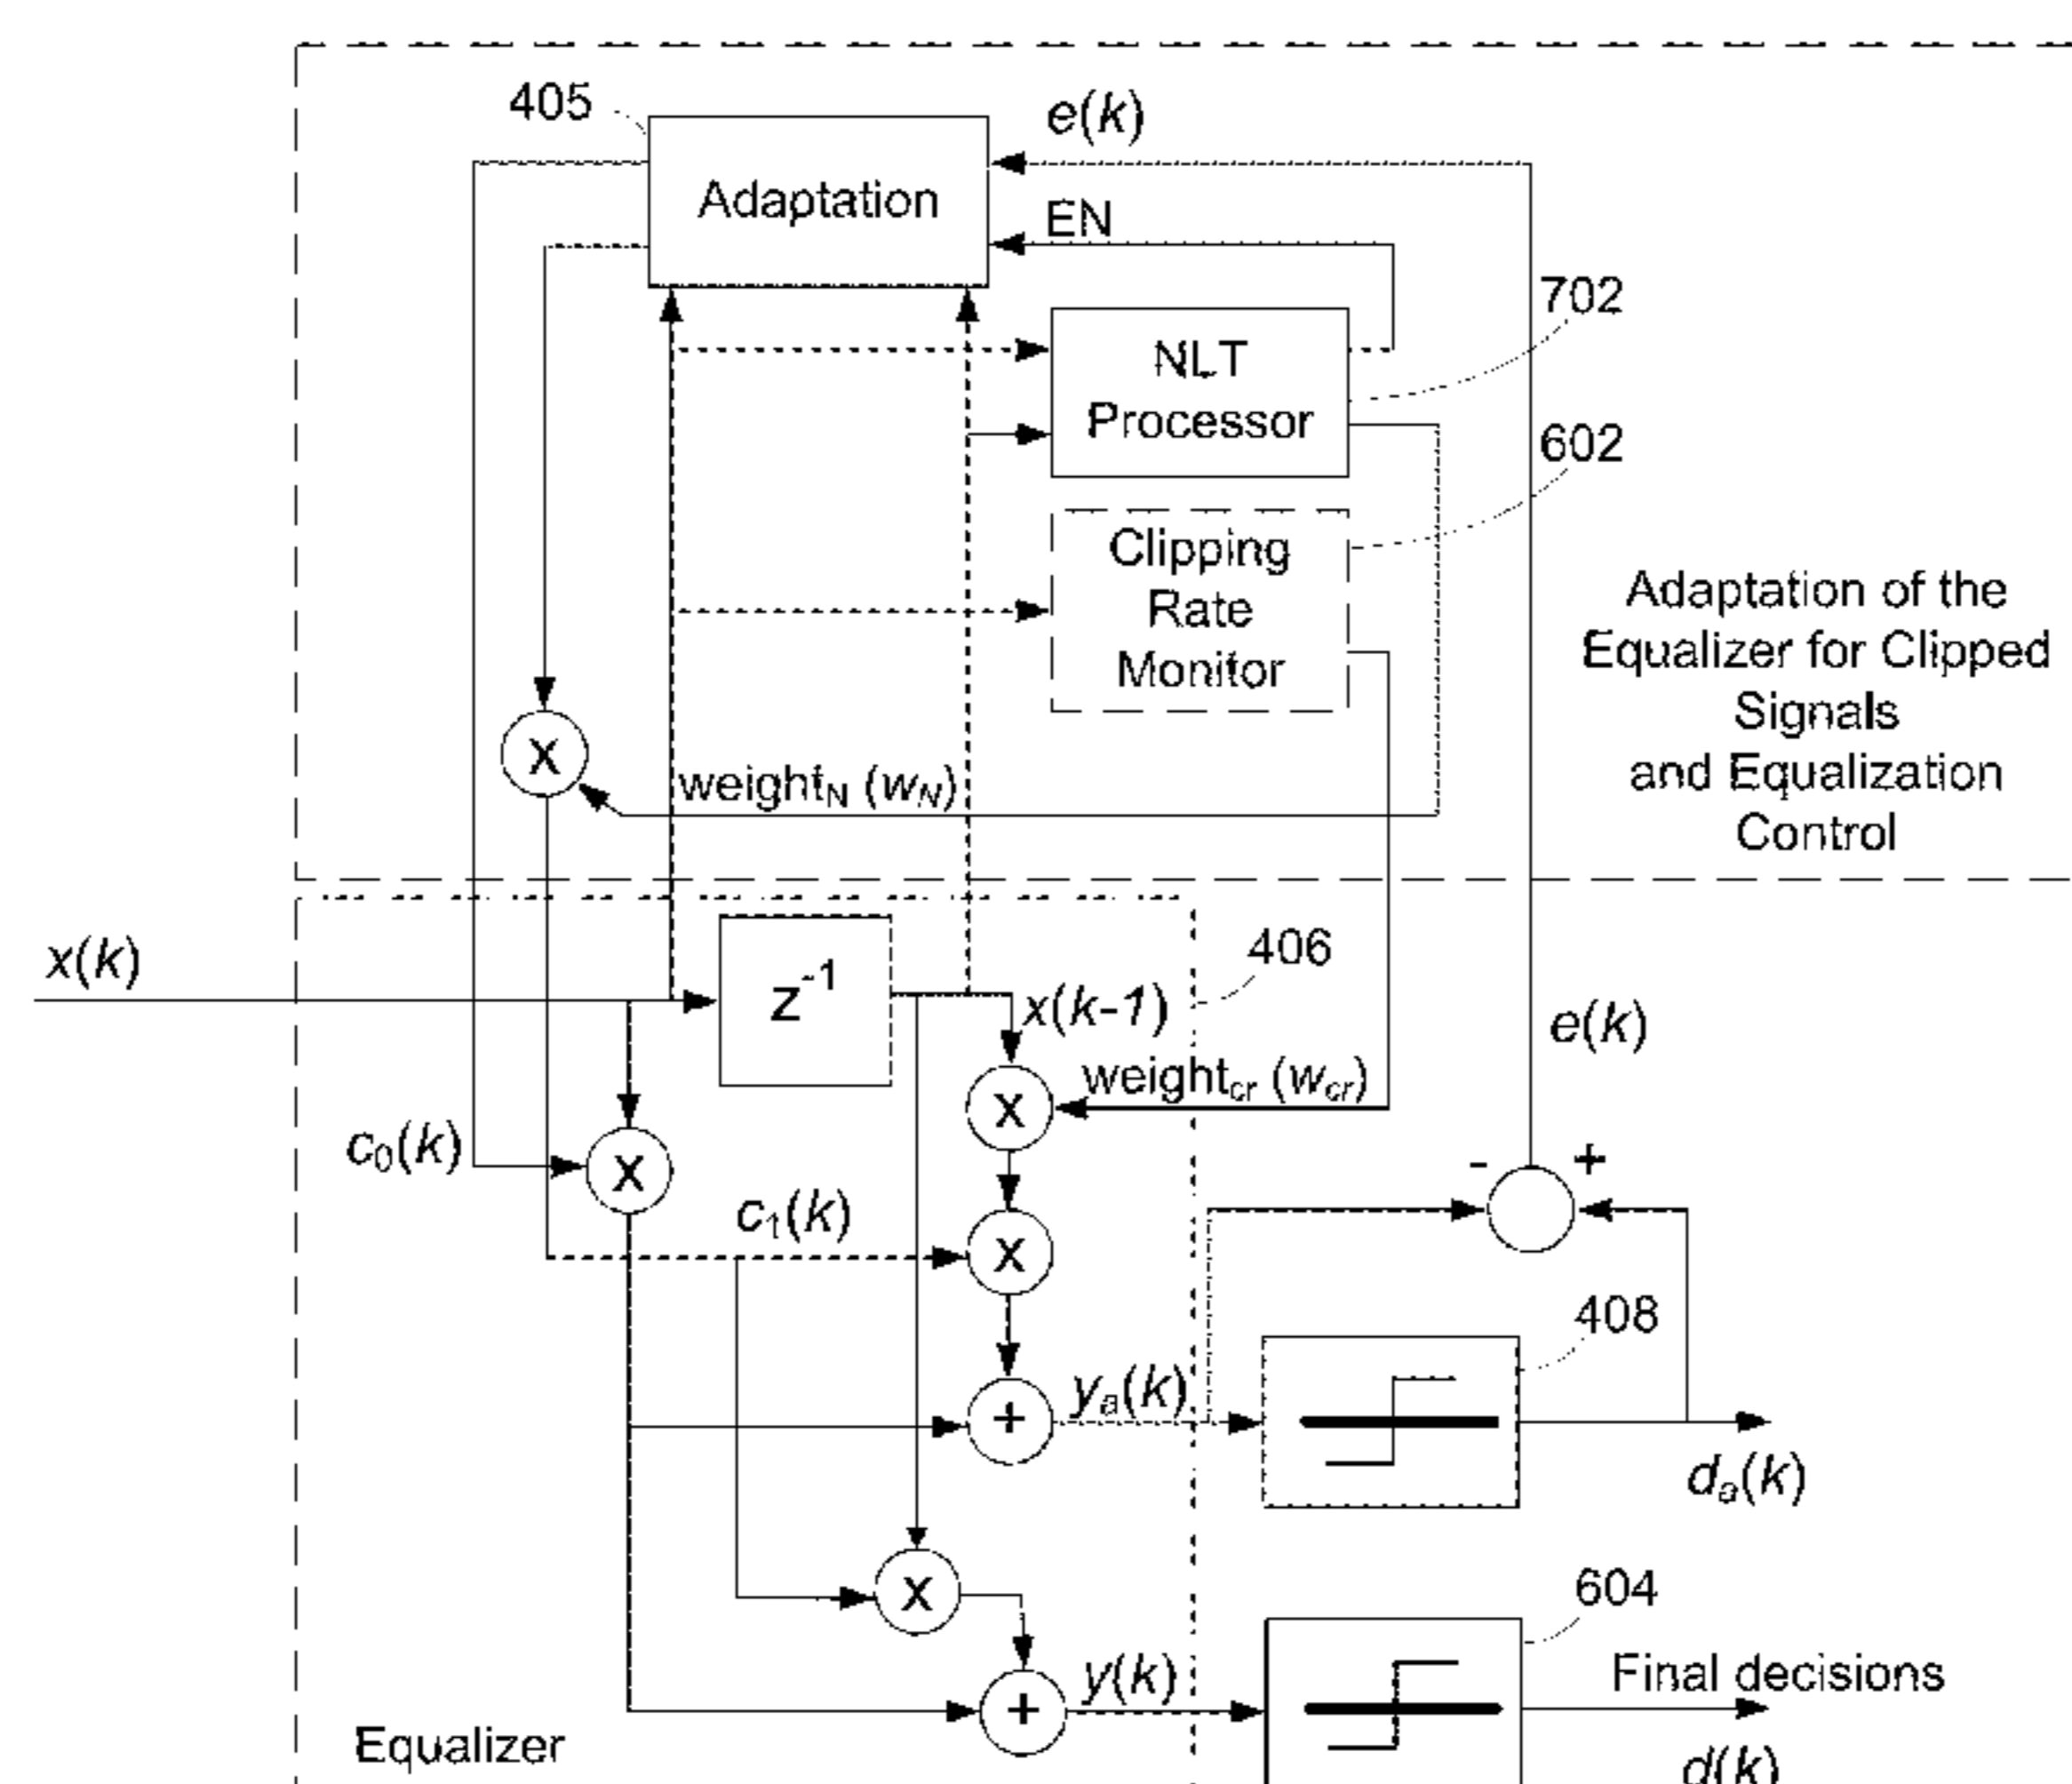 405
e(k)
Adaptation
EN
702
NLT
Processor
602
Clipping
Rate
Monitor
Adaptation of the
Equalizer for Clipped
Signals
and Equalization
Control
x
weightN (wN)
x(k)
z-1
406
x(k-1)
e(k)
weightcr (wcr)
x
c0(k)
x
- +
c1(k)
x
408
ya(k)
+
da(k)
604
x
Final decisions
y(k)
+
Equalizer
d(k)